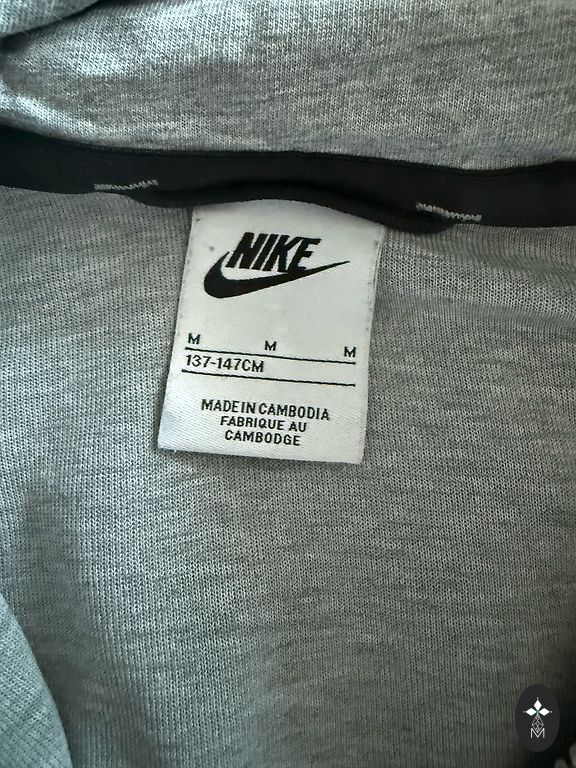 NIKE
M M M
137-147CM
MADE IN CAMBODIA
FABRIQUE AU
CAMBODGE
M